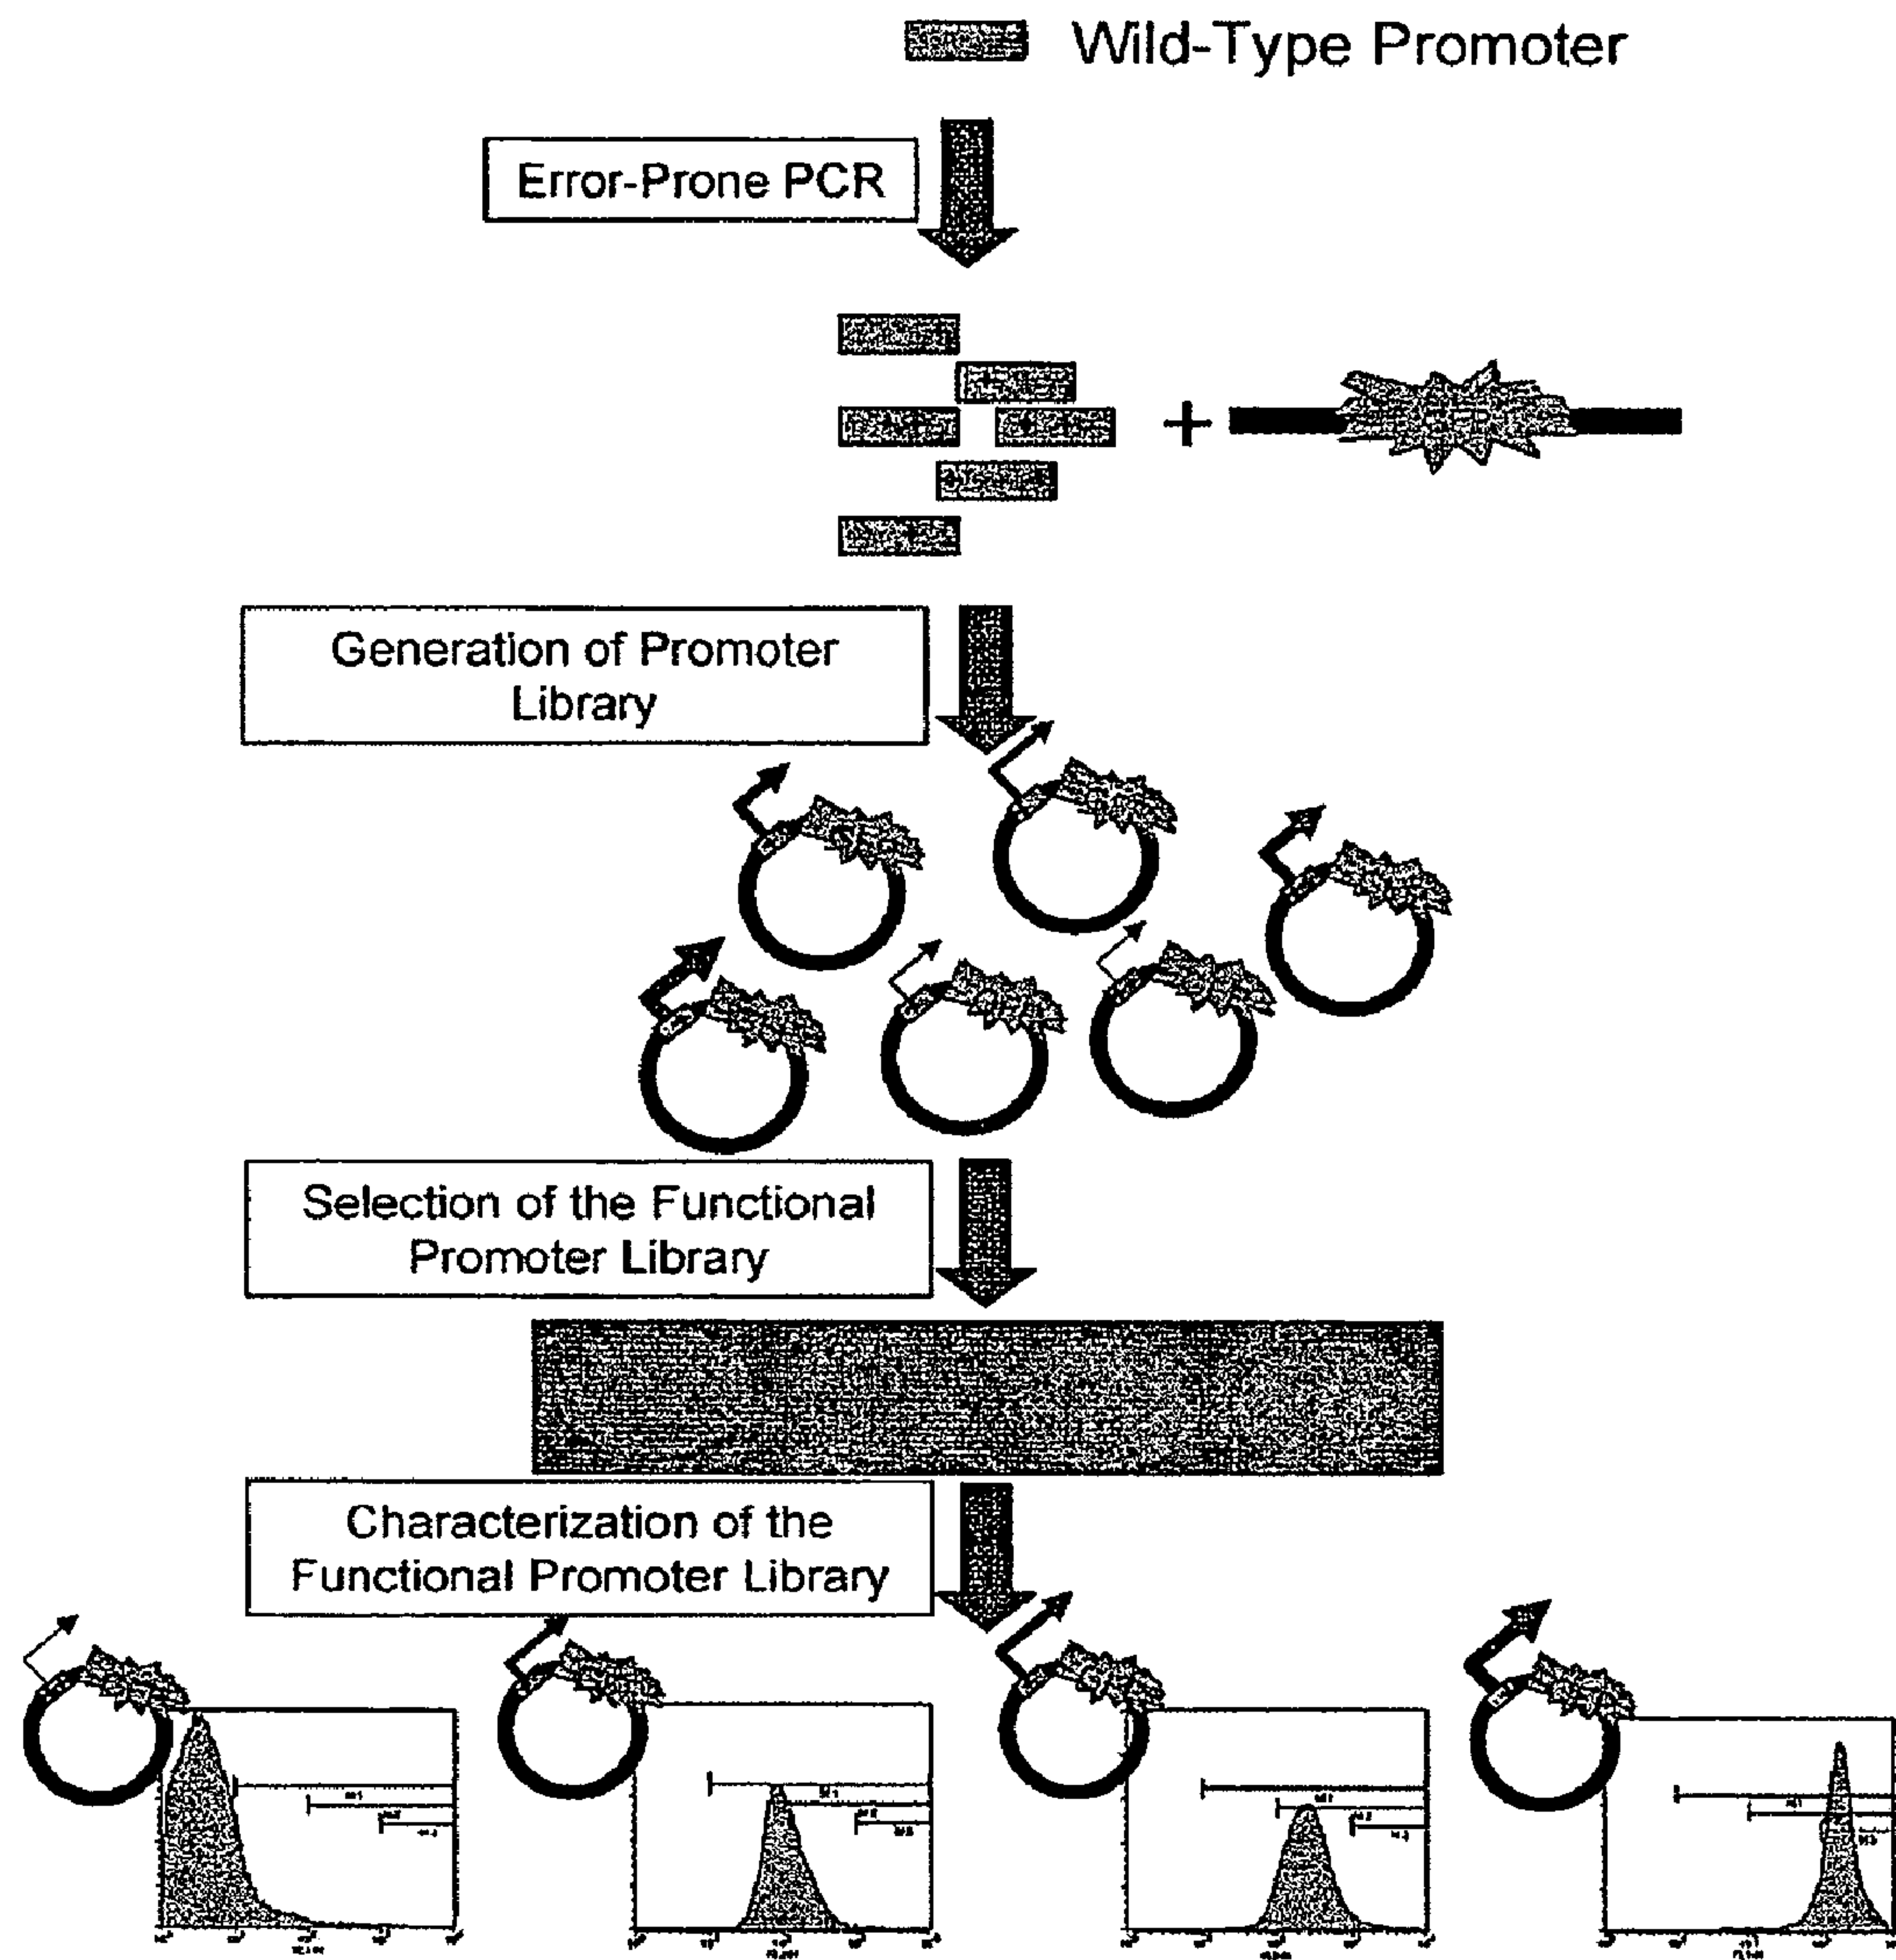 Wild-Type Promoter
Error-Prone PCR
+
Generation of Promoter
Library
Selection of the Functional
Promoter Library
Characterization of the
Functional Promoter Library